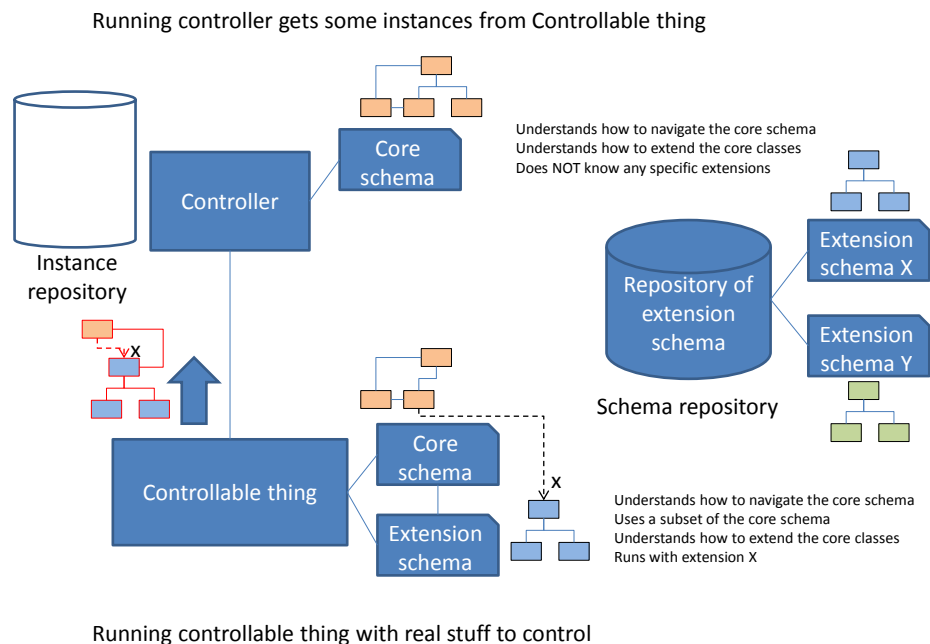 Running controller gets some instances from Controllable thing
Core
schema
Understands how to navigate the core schema
Understands how to extend the core classes
Does NOT know any specific extensions
Controller
Instance
repository
Extension
schema X
Repository of
extension
schema
Extension
schema Y
Schema repository
X
Core
schema
Controllable thing
X
Extension
schema
Understands how to navigate the core schema
Uses a subset of the core schema
Understands how to extend the core classes
Runs with extension X
Running controllable thing with real stuff to control